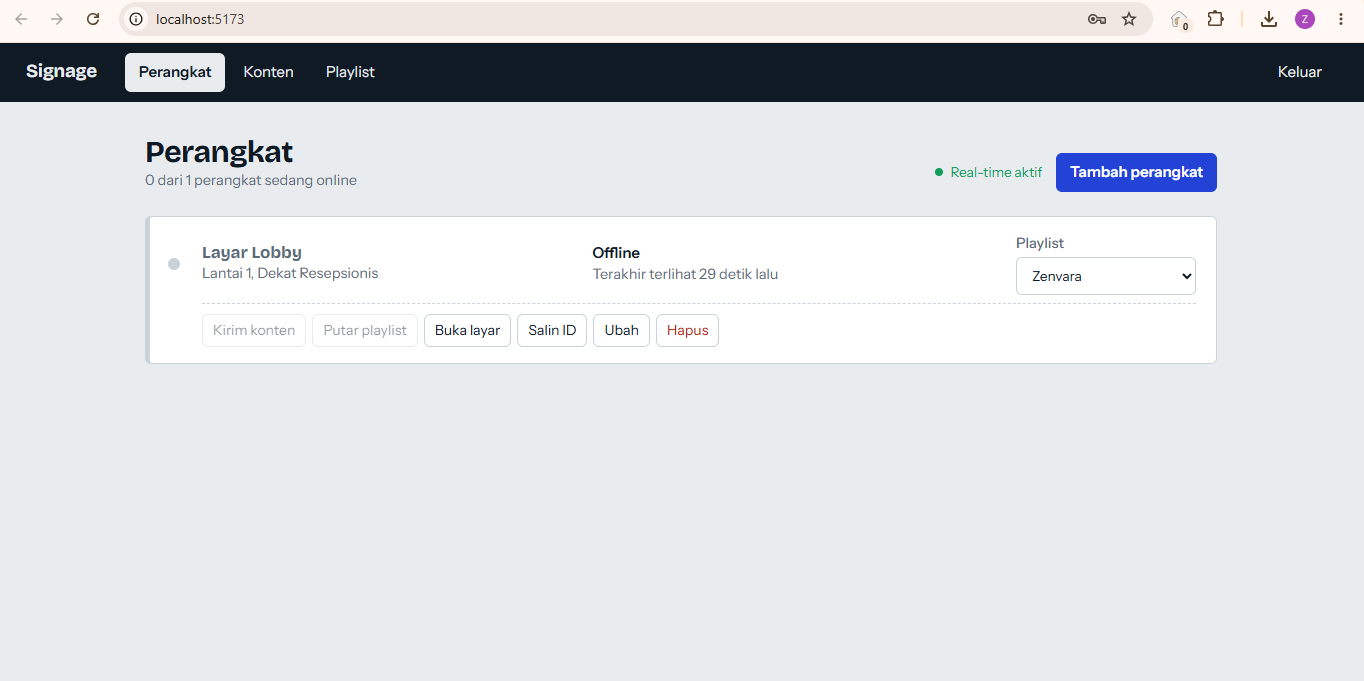 localhost:5173
0
Z
Signage
Perangkat
Konten
Playlist
Keluar
Perangkat
0 dari 1 perangkat sedang online
Real-time aktif
Tambah perangkat
Layar Lobby
Lantai 1, Dekat Resepsionis
Offline
Terakhir terlihat 29 detik lalu
Playlist
Zenvara
Kirim konten
Putar playlist
Buka layar
Salin ID
Ubah
Hapus